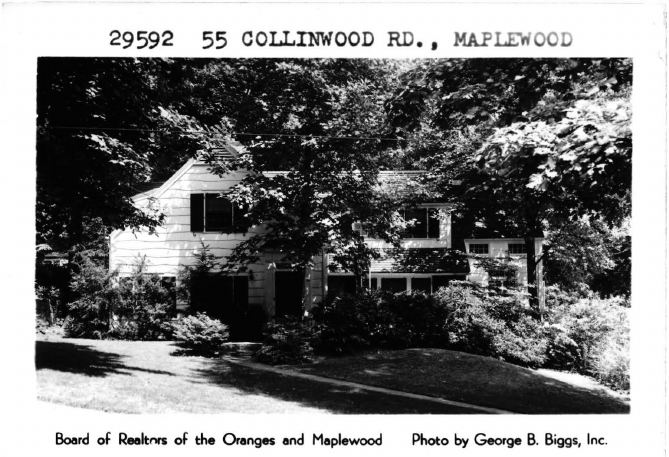 29592 55 COLLINWOOD RD., MAPLEWOOD
Board of Realtors of the Oranges and Maplewood Photo by George B. Biggs, Inc.